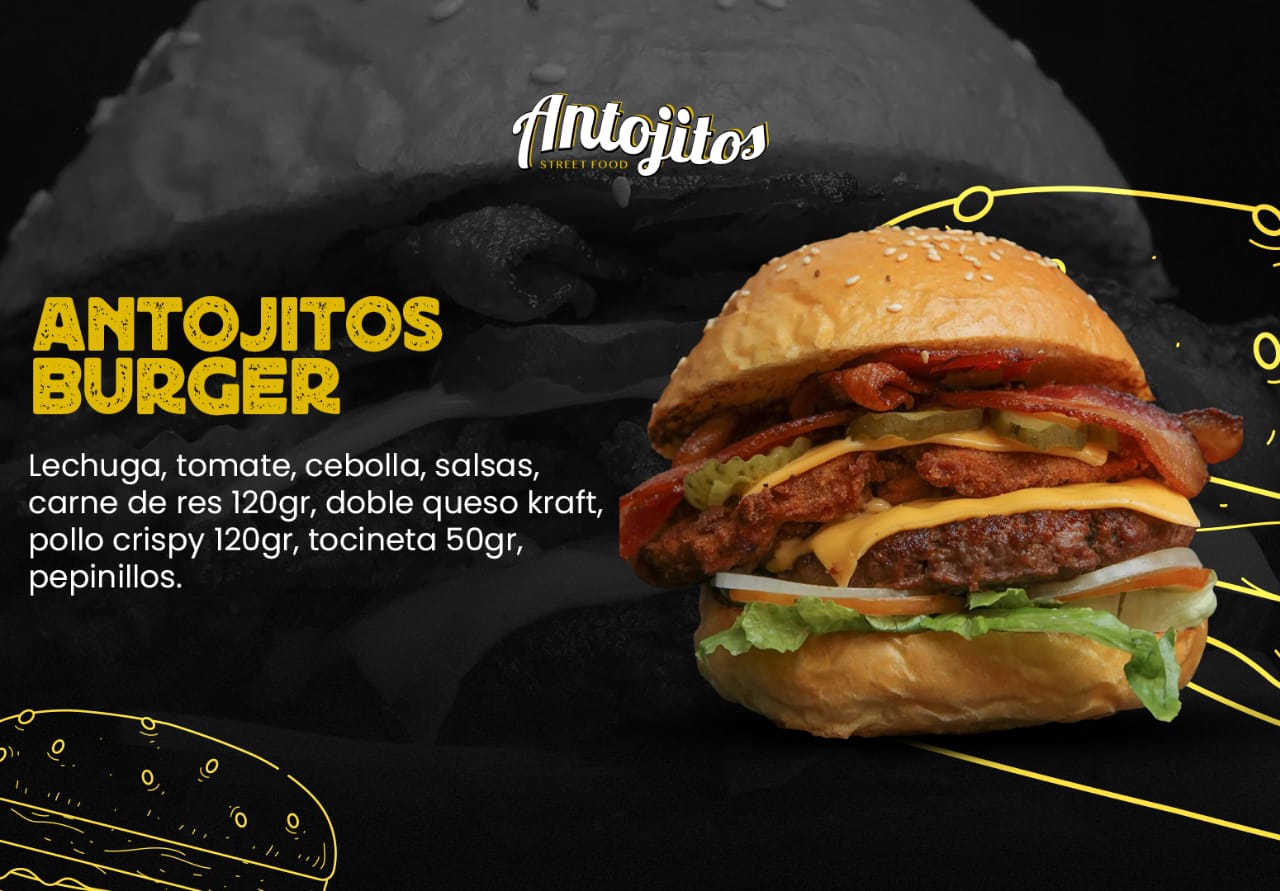 Antojitos
STREET FOOD
ANTOJITOS
BURGER
Lechuga, tomate, cebolla, salsas,
carne de res 120gr, doble queso kraft,
pollo crispy 120gr, tocineta 50gr,
pepinillos.